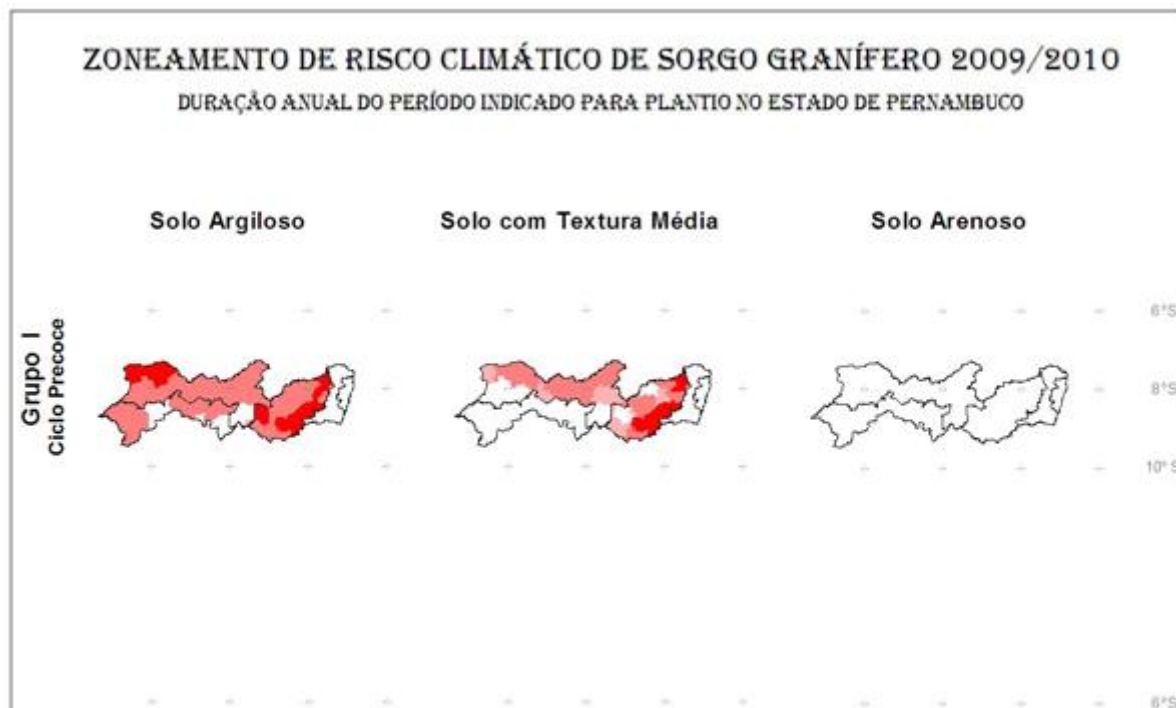 ZONEAMENTO DE RISCO CLIMÁTICO DE SORGO GRANÍFERO 2009/2010
DURAÇÃO ANUAL DO PERÍODO INDICADO PARA PLANTIO NO ESTADO DE PERNAMBUCO
Solo Argiloso
Solo com Textura Média
Solo Arenoso
Grupo I
Ciclo Precoce
6°S
8°S
10°S
6°S